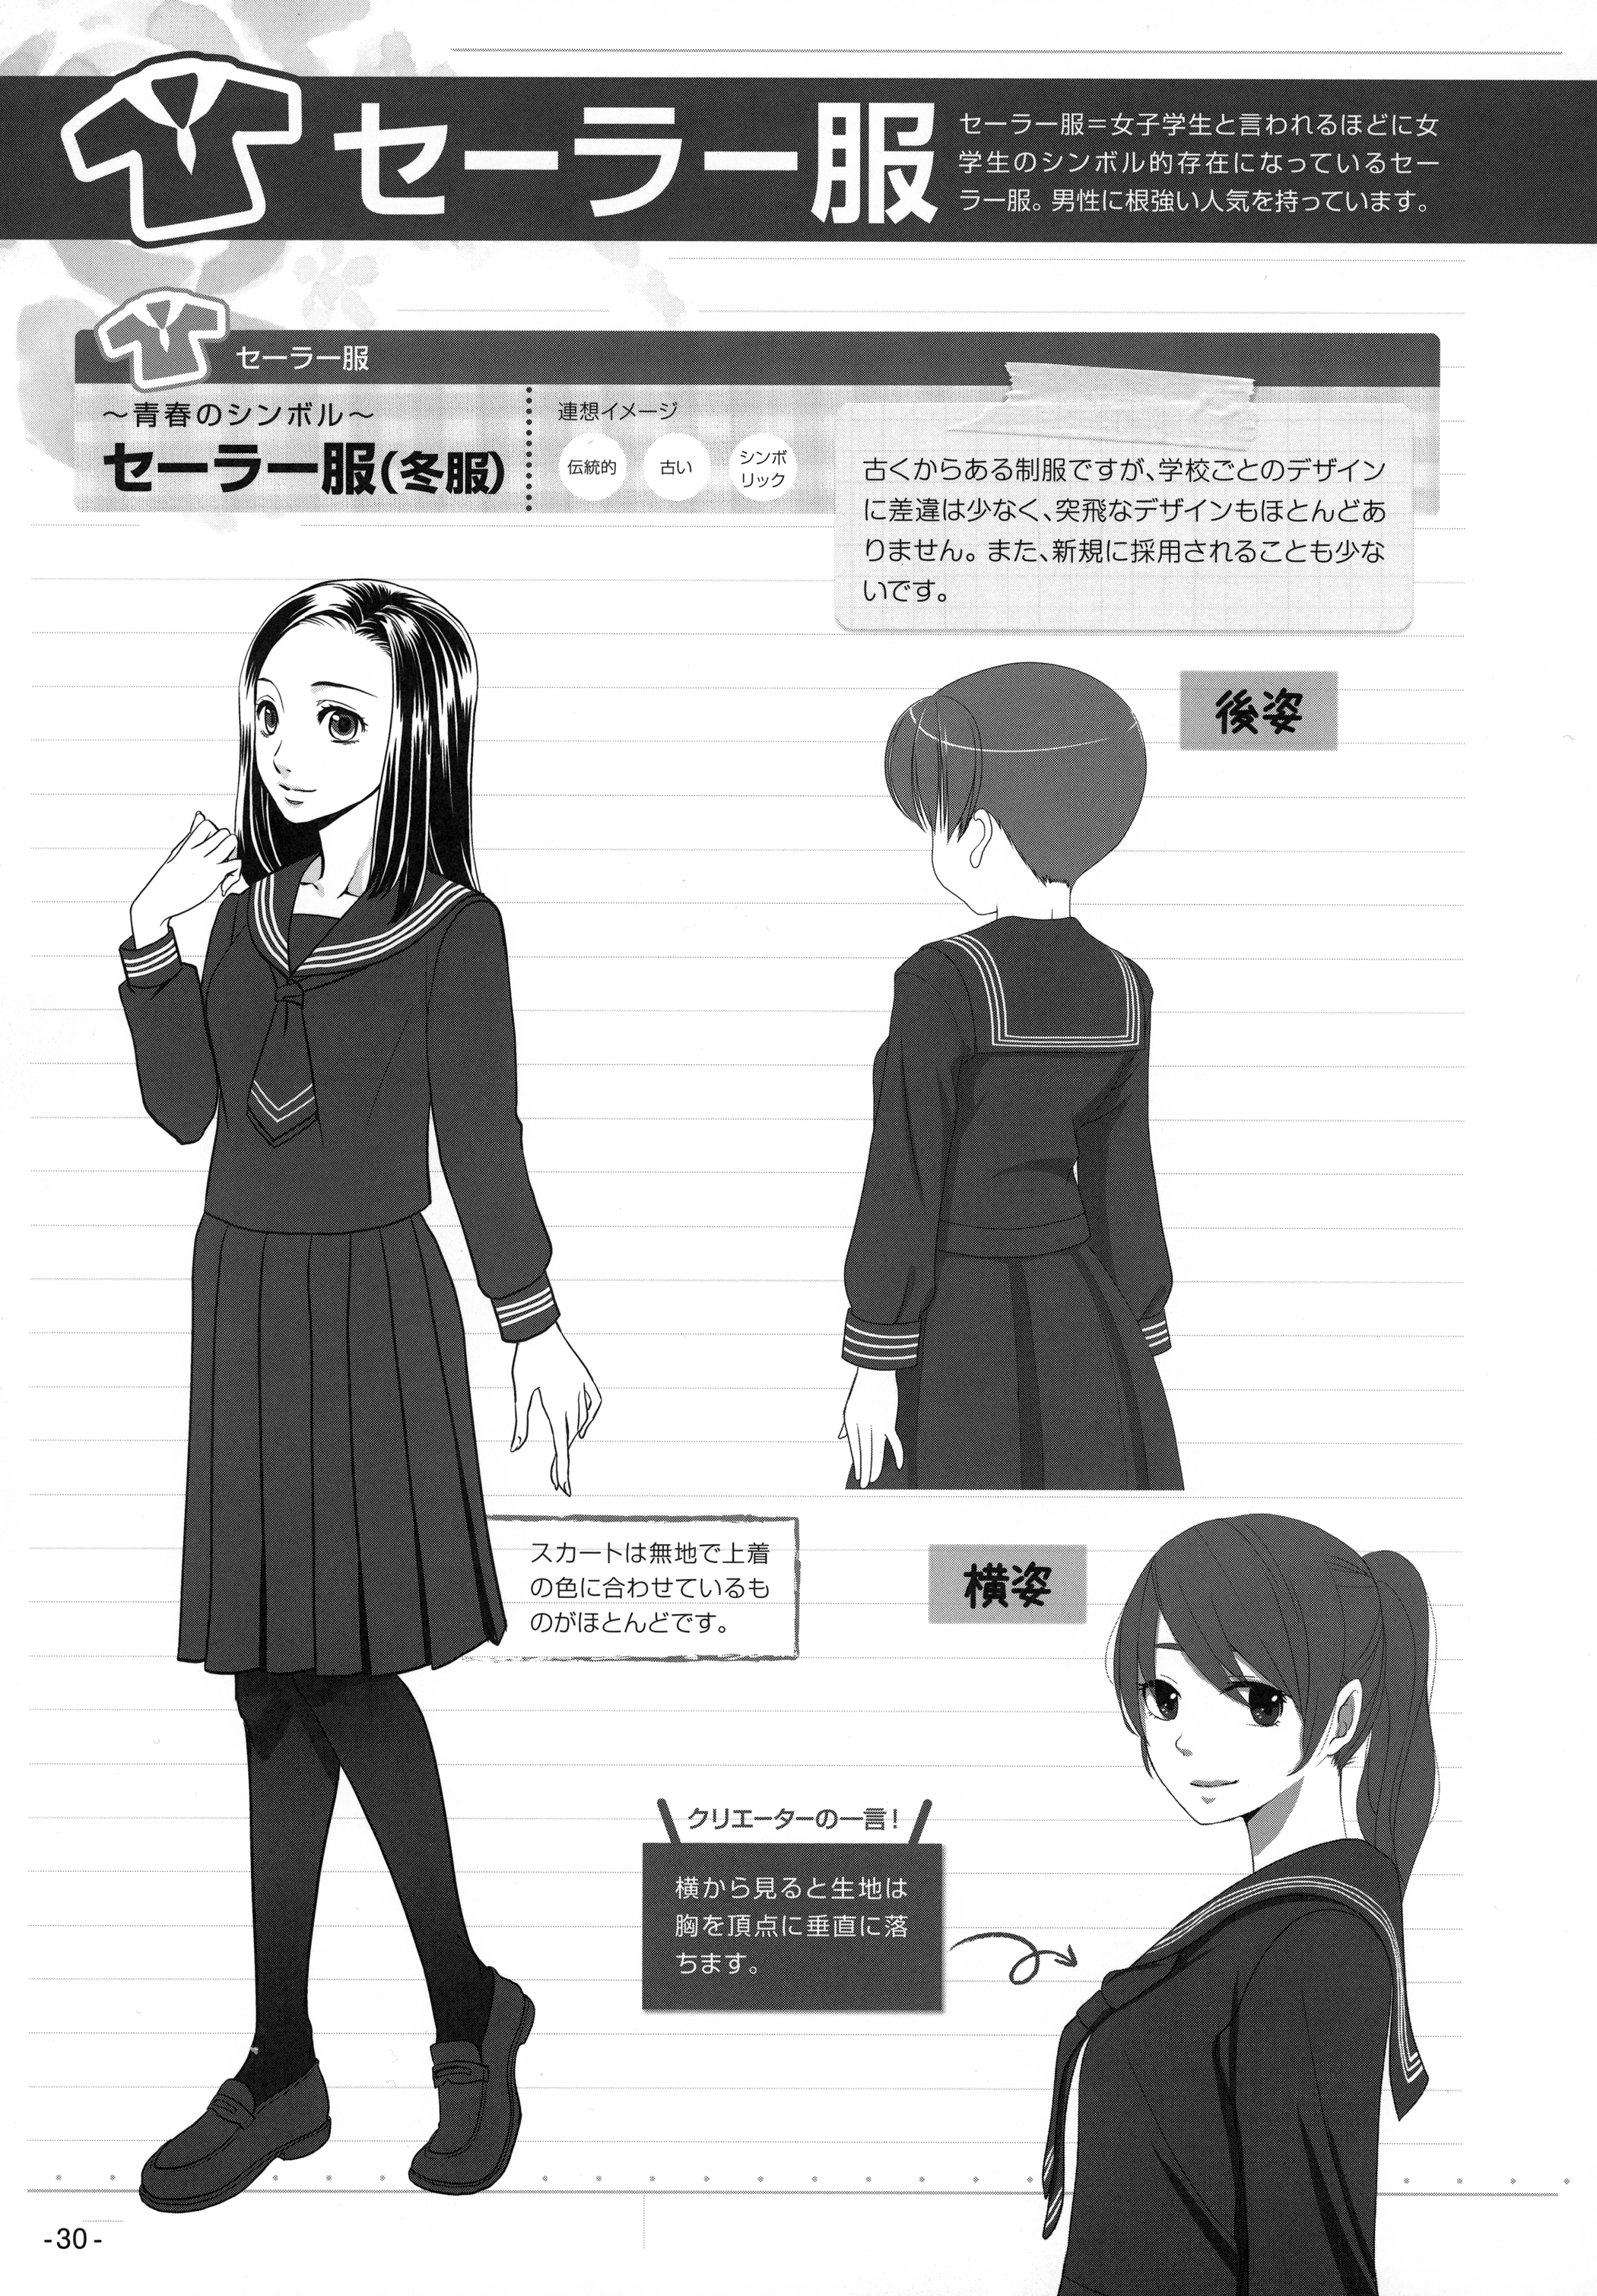 セーラー服
セーラー服＝女子学生と言われるほどに女
学生のシンボル的存在になっているセー
ラー服。男性に根強い人気を持っています。
セーラー服
～青春のシンボル～
セーラー服(冬服)
連想イメージ
伝統的
古い
シンボ
リック
古くからある制服ですが、学校ごとのデザイン
に差違は少なく、突飛なデザインもほとんどあ
りません。また、新規に採用されることも少な
いです。
後姿
スカートは無地で上着
の色に合わせているも
のがほとんどです。
横姿
クリエーターの一言！
横から見ると生地は
胸を頂点に垂直に落
ちます。
-30-